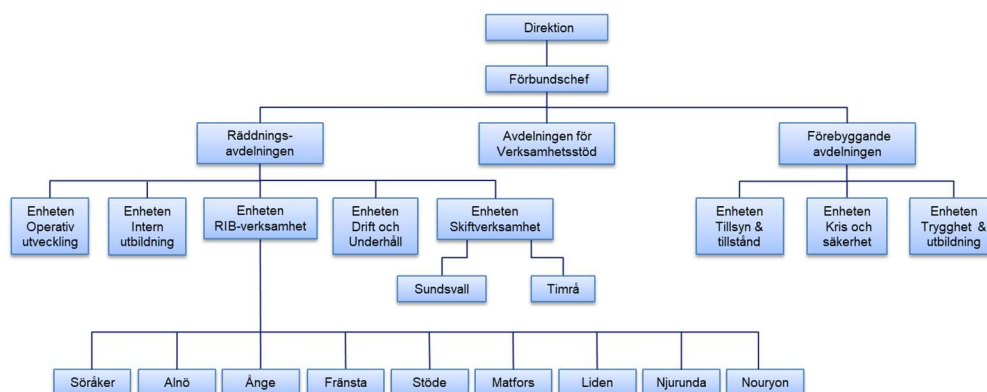 Direktion
Förbundschef
Räddnings-
avdelningen
Avdelningen för
Verksamhetsstöd
Förebyggande
avdelningen
Enheten
Operativ
utveckling
Enheten
Intern
utbildning
Enheten
RIB-verksamhet
Enheten
Drift och
Underhåll
Enheten
Skiftverksamhet
Enheten
Tillsyn &
tillstånd
Enheten
Kris och
säkerhet
Enheten
Trygghet &
utbildning
Sundsvall
Timrå
Söråker
Alnö
Ånge
Fränsta
Stöde
Matfors
Liden
Njurunda
Nouryon